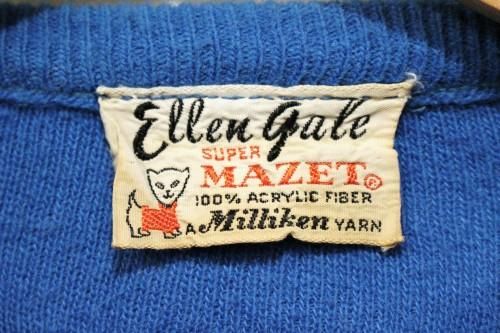 Ellen Gale
SUPER
MAZET®
100% ACRYLIC FIBER
A Milliken YARN